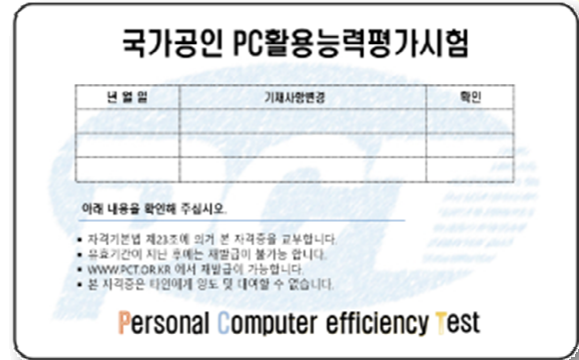 국가공인 PC활용능력평가시험
년 월 일 기재사항변경 확인
아래 내용을 확인해 주십시오.
▪ 자격기본법 제23조에 의거 본 자격증을 교부합니다.
▪ 유효기간이 지난 후에는 재발급이 불가능 합니다.
▪ WWW.PCT.OR.KR 에서 재발급이 가능합니다.
▪ 본 자격증은 타인에게 양도 및 대여할 수 없습니다.
Personal Computer efficiency Test